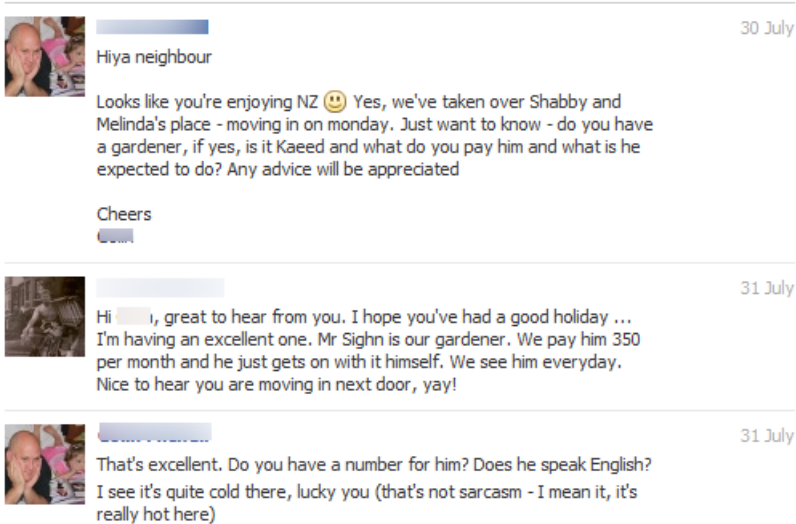 30 July
Hiya neighbour
Looks like you're enjoying NZ Yes, we've taken over Shabby and
Melinda's place - moving in on monday. Just want to know - do you have
a gardener, if yes, is it Kaeed and what do you pay him and what is he
expected to do? Any advice will be appreciated
Cheers
31 July
Hi , great to hear from you. I hope you've had a good holiday ...
I'm having an excellent one. Mr Sighn is our gardener. We pay him 350
per month and he just gets on with it himself. We see him everyday.
Nice to hear you are moving in next door, yay!
31 July
That's excellent. Do you have a number for him? Does he speak English?
I see it's quite cold there, lucky you (that's not sarcasm - I mean it, it's
really hot here)